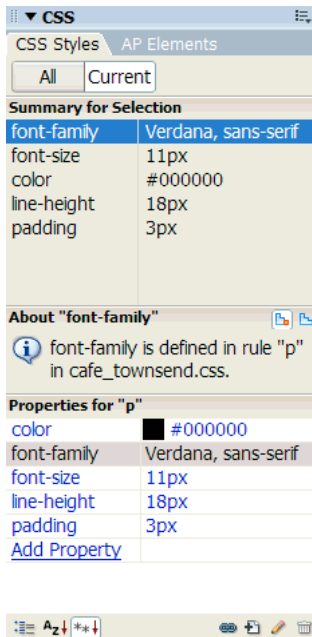 CSS
CSS Styles AP Elements
All Current
Summary for Selection
font-family Verdana, sans-serif
font-size 11px
color #000000
line-height 18px
padding 3px
About "font-family"
font-family is defined in rule "p"
in cafe_townsend.css.
Properties for "p"
color #000000
font-family Verdana, sans-serif
font-size 11px
line-height 18px
padding 3px
Add Property
AZ↓ **↓